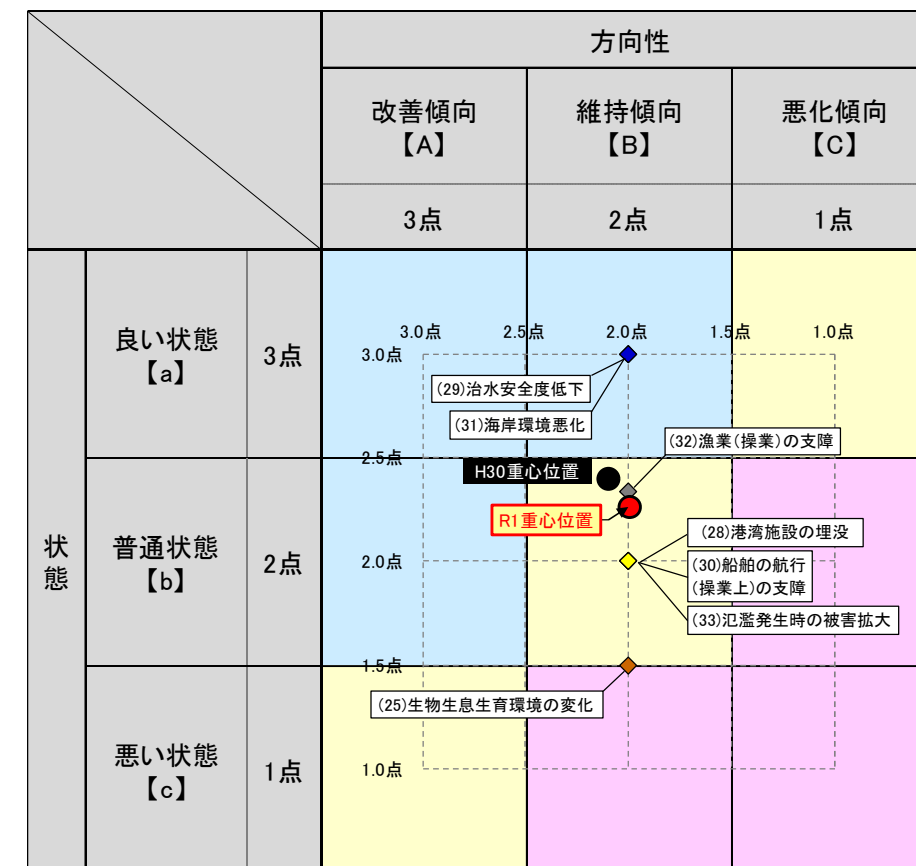 方向性
改善傾向
【A】
維持傾向
【B】
悪化傾向
【C】
3点
2点
1点
状態
良い状態
【a】
3点
普通状態
【b】
2点
悪い状態
【c】
1点
3.0点
2.5点
2.0点
1.5点
1.0点
3.0点
(29)治水安全度低下
(31)海岸環境悪化
(32)漁業(操業)の支障
2.5点
H30重心位置
R1重心位置
(28)港湾施設の埋没
2.0点
(30)船舶の航行
(操業上)の支障
(33)氾濫発生時の被害拡大
1.5点
(25)生物生息生育環境の変化
1.0点